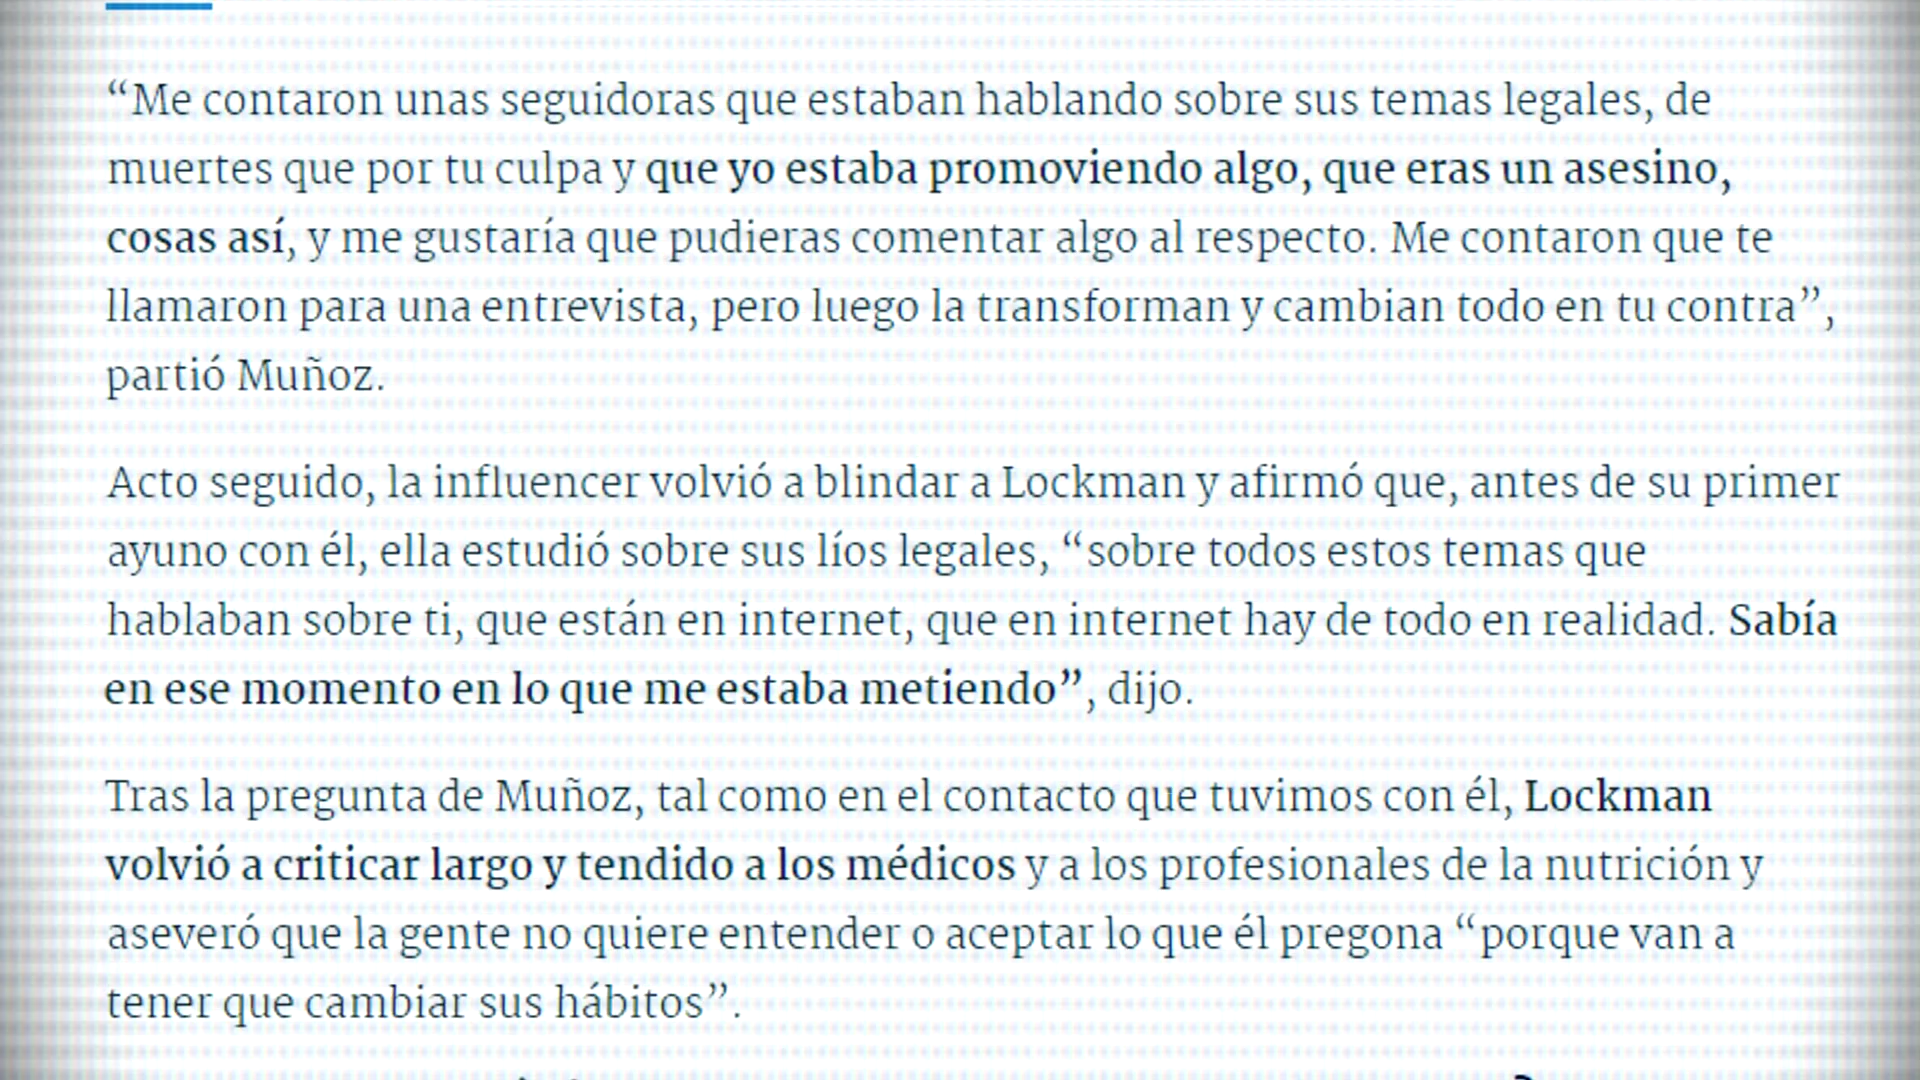 “Me contaron unas seguidoras que estaban hablando sobre sus temas legales, de
muertes que por tu culpa y que yo estaba promoviendo algo, que eras un asesino,
cosas así, y me gustaría que pudieras comentar algo al respecto. Me contaron que te
llamaron para una entrevista, pero luego la transforman y cambian todo en tu contra”,
partió Muñoz.
Acto seguido, la influencer volvió a blindar a Lockman y afirmó que, antes de su primer
ayuno con él, ella estudió sobre sus líos legales, “sobre todos estos temas que
hablaban sobre ti, que están en internet, que en internet hay de todo en realidad. Sabía
en ese momento en lo que me estaba metiendo”, dijo.
Tras la pregunta de Muñoz, tal como en el contacto que tuvimos con él, Lockman
volvió a criticar largo y tendido a los médicos y a los profesionales de la nutrición y
aseveró que la gente no quiere entender o aceptar lo que él pregona “porque van a
tener que cambiar sus hábitos”.